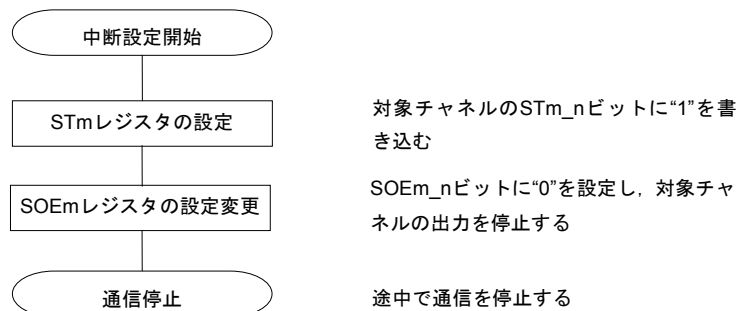 中断設定開始
STmレジスタの設定
対象チャネルのSTm_nビットに“1”を書
き込む
SOEmレジスタの設定変更
SOEm_nビットに“0”を設定し，対象チャ
ネルの出力を停止する
通信停止
途中で通信を停止する